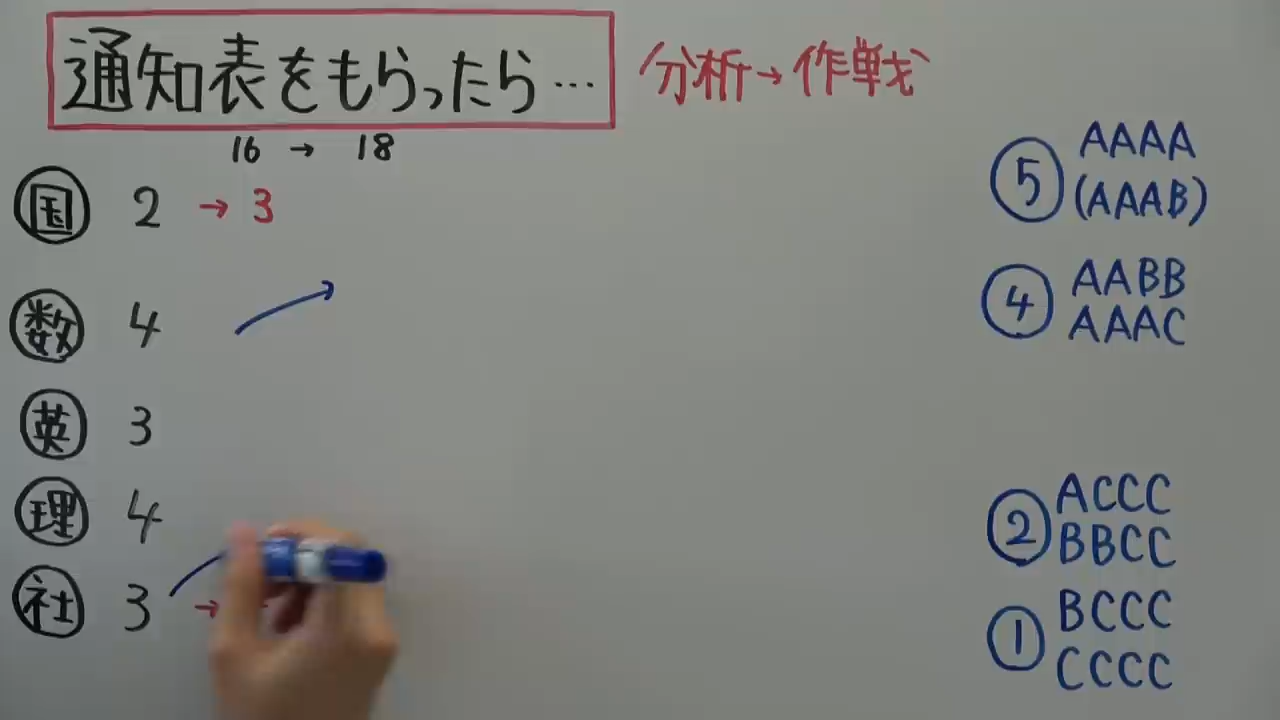 通知表をもらったら…
分析→作戦
16 → 18
国 2 → 3
数 4
英 3
理 4
社 3 →
⑤ AAAA
(AAAB)
④ AABB
AAAC
② ACCC
BBCC
① BCCC
CCCC